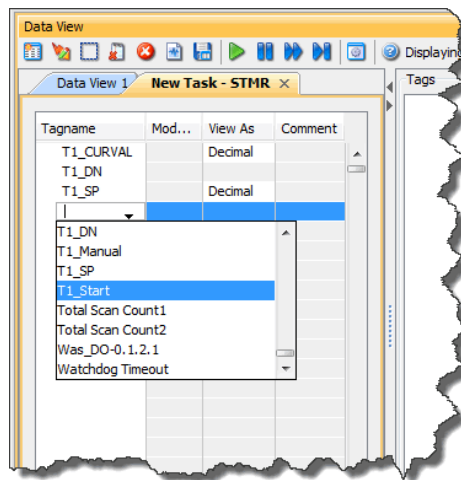 Data View
Displaying
Data View 1 New Task - STMR
Tags
Tagname Mod... View As Comment
T1_CURVAL Decimal
T1_DN
T1_SP Decimal
T1_DN
T1_Manual
T1_SP
T1_Start
Total Scan Count1
Total Scan Count2
Was_DO-0.1.2.1
Watchdog Timeout